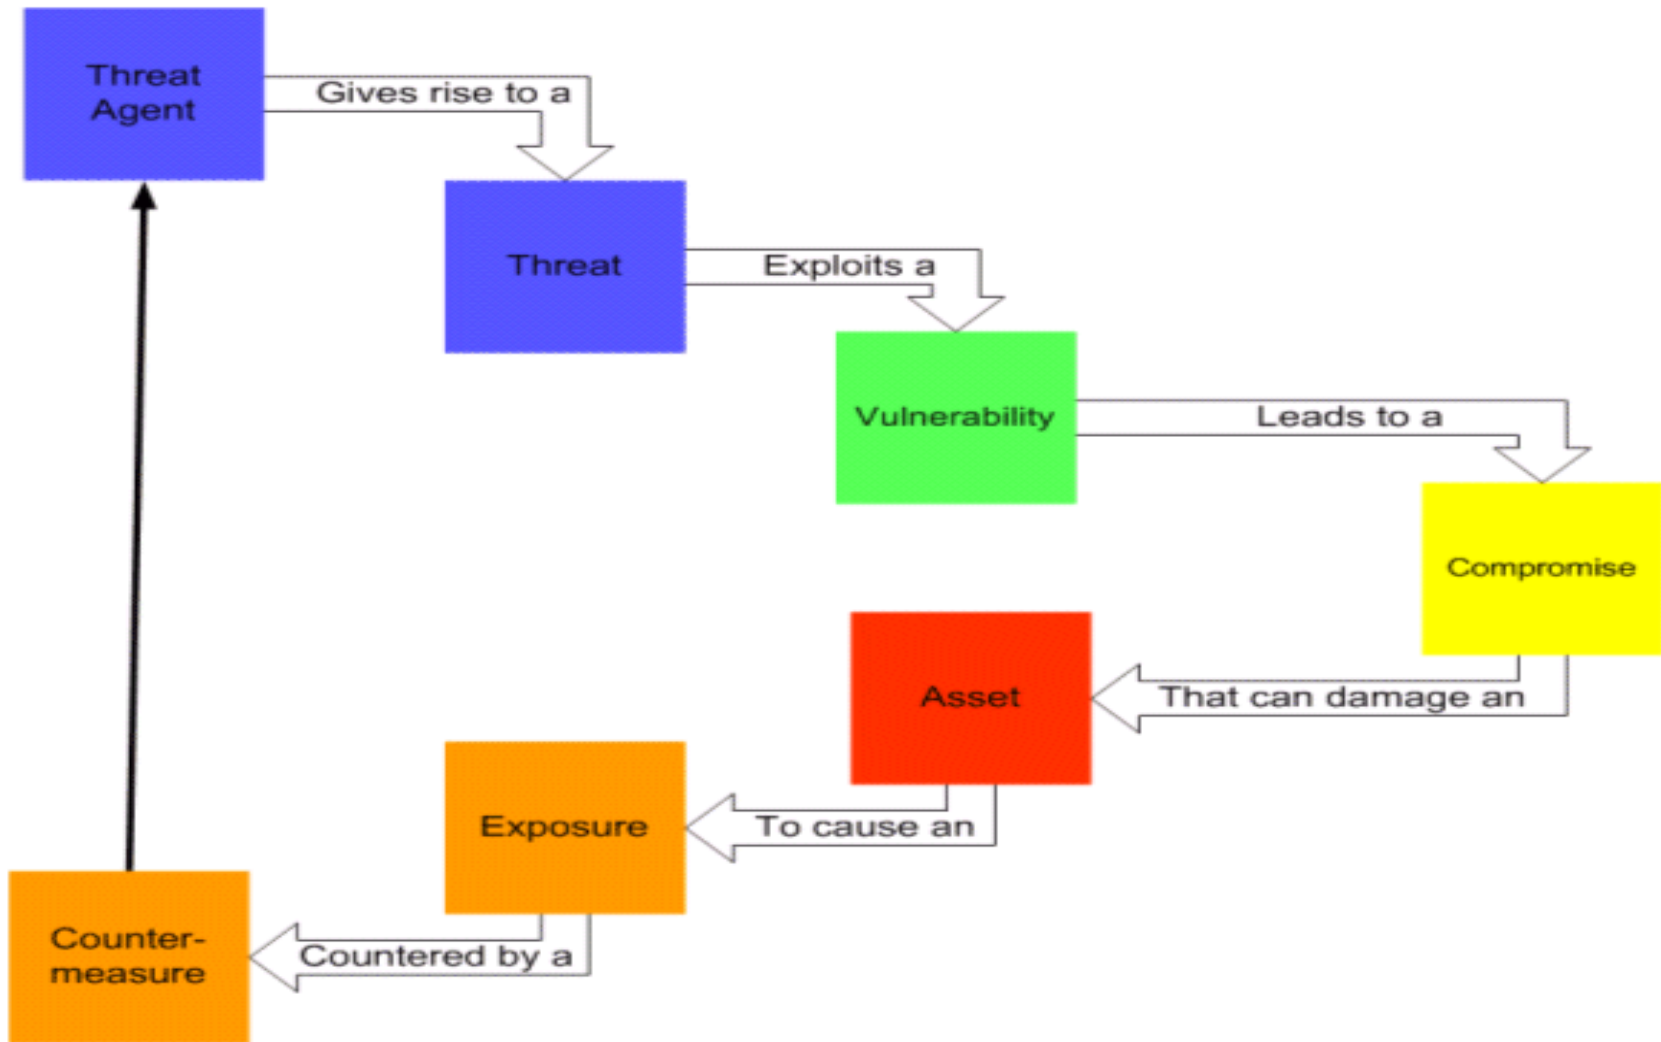 Threat
Agent
Gives rise to a
Threat
Exploits a
Vulnerability
Leads to a
Compromise
That can damage an
Asset
To cause an
Exposure
Countered by a
Counter-
measure